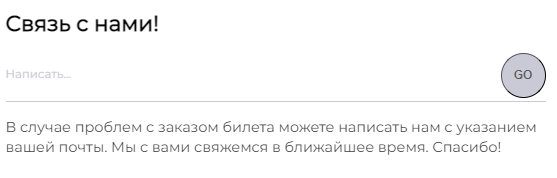 Связь с нами!
Написать...
GO
В случае проблем с заказом билета можете написать нам с указанием
вашей почты. Мы с вами свяжемся в ближайшее время. Спасибо!